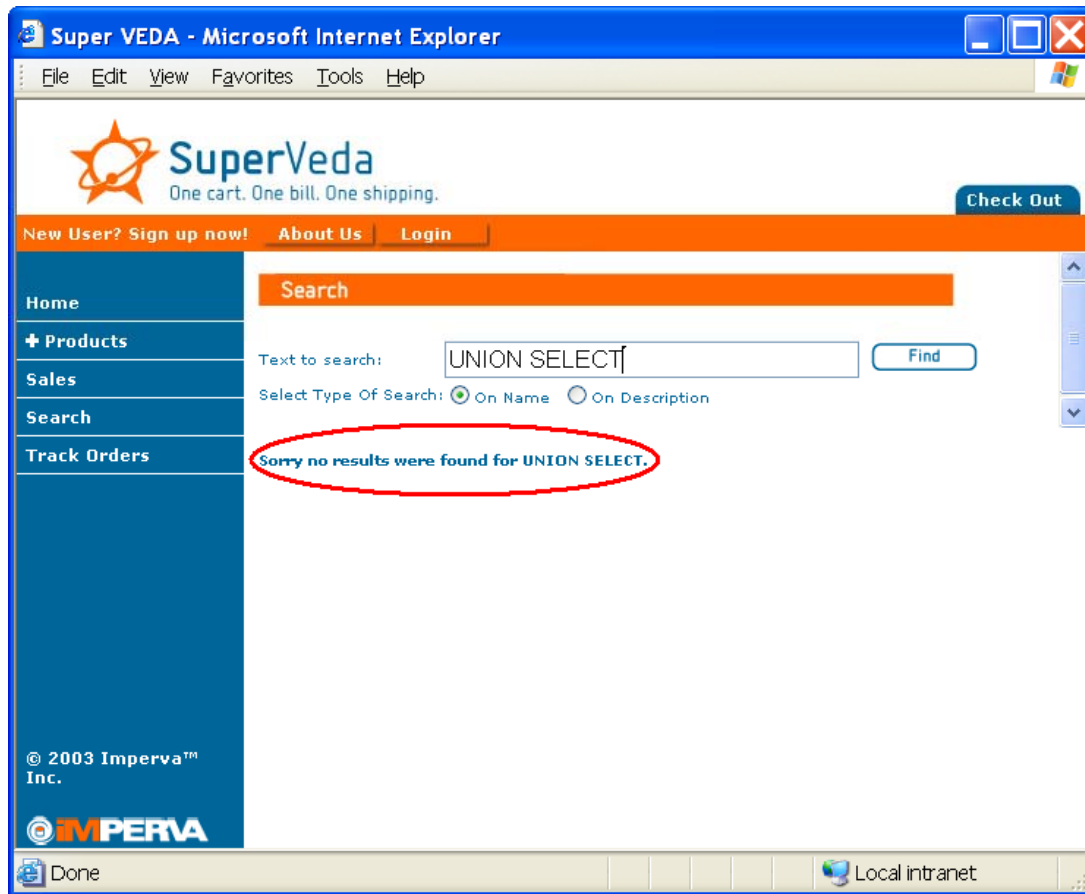 Super VEDA - Microsoft Internet Explorer
File Edit View Favorites Tools Help
SuperVeda
One cart. One bill. One shipping.
Check Out
New User? Sign up now! About Us Login
Search
Home
+ Products
Sales
Search
Track Orders
Text to search: UNION SELECT Find
Select Type Of Search: On Name On Description
Sorry no results were found for UNION SELECT.
© 2003 Imperva™
Inc.
iMPERVA
Done Local intranet